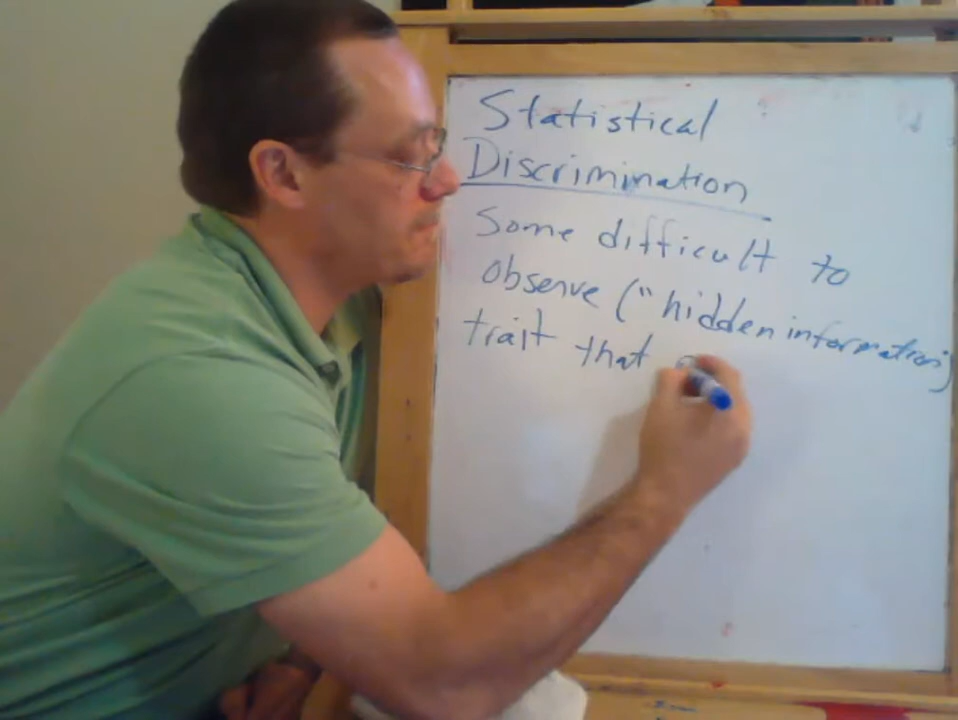 Statistical
Discrimination
Some difficult to
observe ("hidden information)
trait that